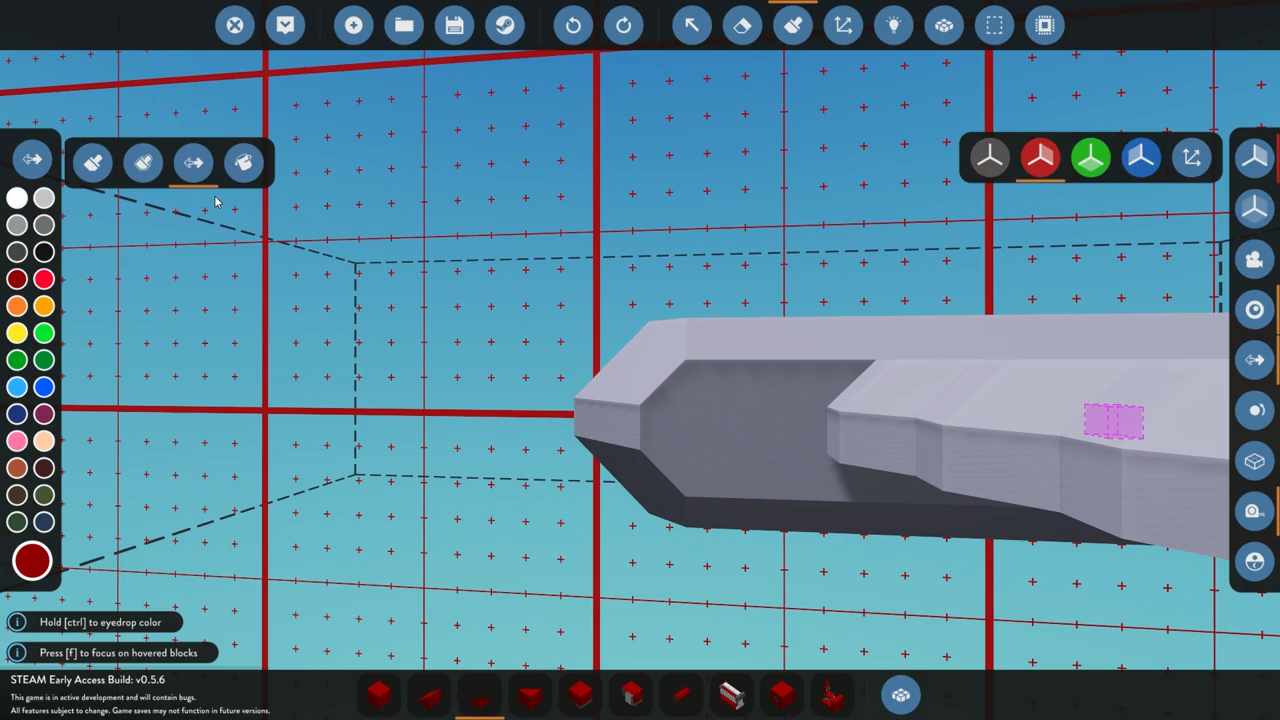 Hold [ctrl] to eyedrop color
Press [f] to focus on hovered blocks
STEAM Early Access Build: v0.5.6
This game is in active development and will contain bugs.
All features subject to change. Game saves may not function in future versions.